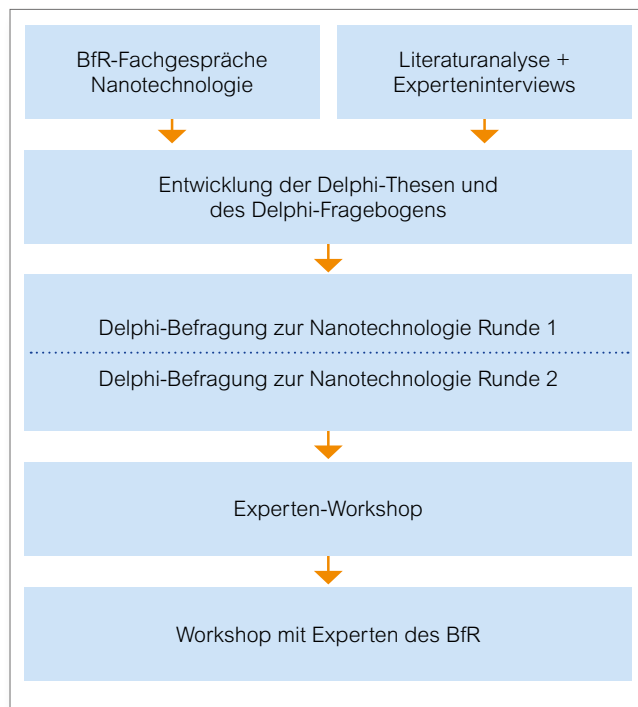 BfR-Fachgespräche
Nanotechnologie
Literaturanalyse +
Experteninterviews
Entwicklung der Delphi-Thesen und
des Delphi-Fragebogens
Delphi-Befragung zur Nanotechnologie Runde 1
Delphi-Befragung zur Nanotechnologie Runde 2
Experten-Workshop
Workshop mit Experten des BfR